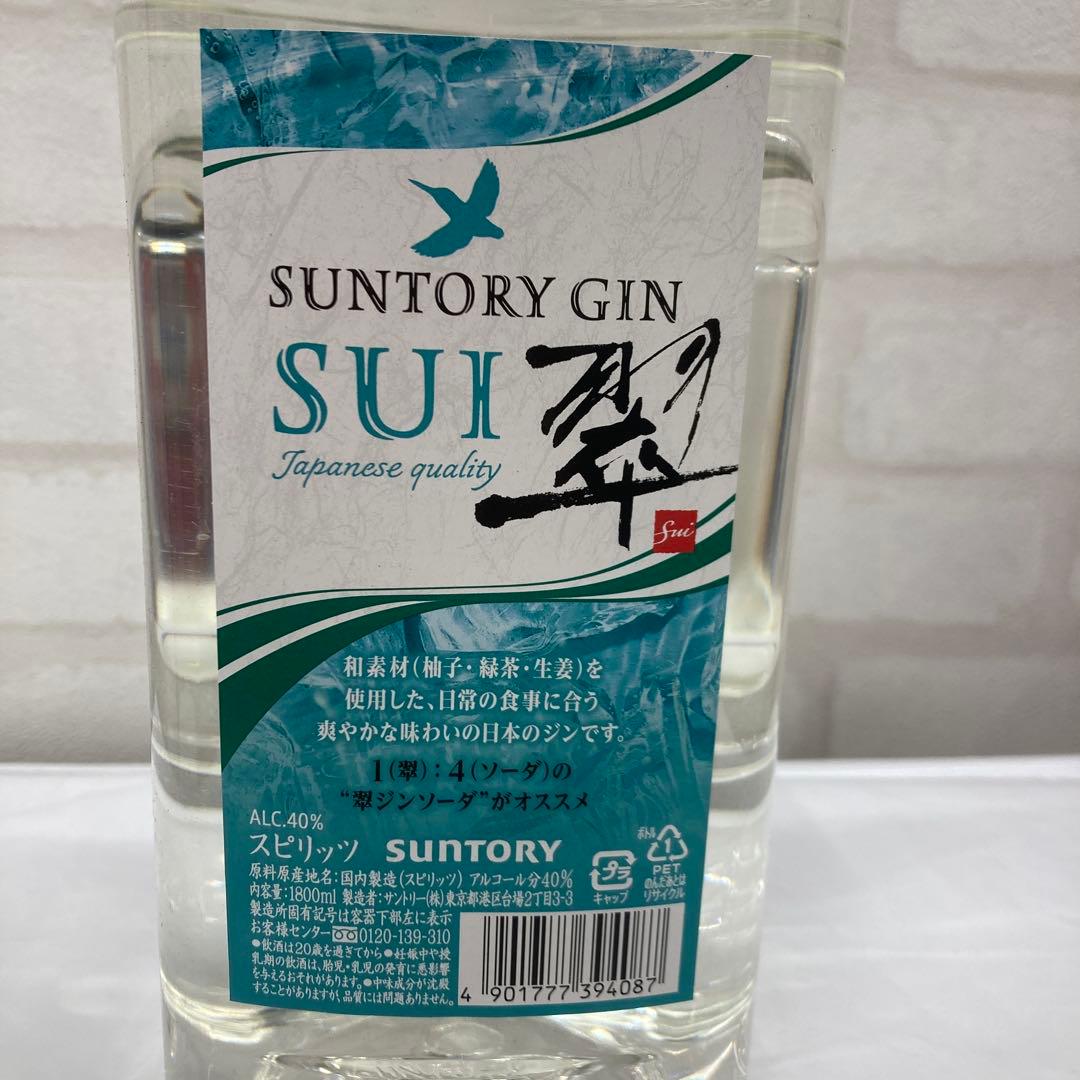 SUNTORY GIN
SUI 翠
Japanese quality
Sui
和素材(柚子・緑茶・生姜)を
使用した、日常の食事に合う
爽やかな味わいの日本のジンです。
1(翠):4(ソーダ)の
“翠ジンソーダ”がオススメ
ALC.40%
スピリッツ SUNTORY
原料原産地名:国内製造(スピリッツ) アルコール分40%
内容量:1800ml 製造者:サントリー(株)東京都港区台場2丁目3-3
製造所固有記号は容器下部左に表示
お客様センター 0120-139-310
●飲酒は20歳を過ぎてから●妊娠中や授
乳期の飲酒は、胎児・乳児の発育に悪影響
を与えるおそれがあります。●中味成分が沈殿
することがありますが、品質には問題ありません。
プラ
キャップ
ボトル
1
PET
のんだあとは
リサイクル
4 901777 394087